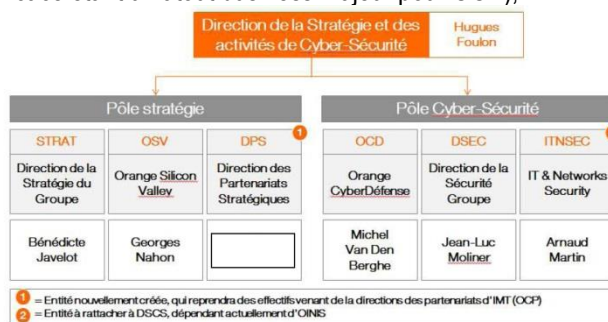 Direction de la Stratégie et des
activités de Cyber-Sécurité
Hugues
Foulon
Pôle stratégie
Pôle Cyber-Sécurité
STRAT
OSV
DPS
1
OCD
DSEC
ITNSEC
Direction de la
Stratégie du
Groupe
Orange Silicon
Valley
Direction des
Partenariats
Stratégiques
Orange
CyberDéfense
Direction de la
Sécurité
Groupe
IT & Networks
Security
Bénédicte
Javelot
Georges
Nahon
Michel
Van Den
Berghe
Jean-Luc
Moliner
Arnaud
Martin
1 = Entité nouvellement créée, qui reprendra des effectifs venant de la directions des partenariats d'IMT (OCP)
2 = Entité à rattacher à DSCS, dépendant actuellement d'OINIS